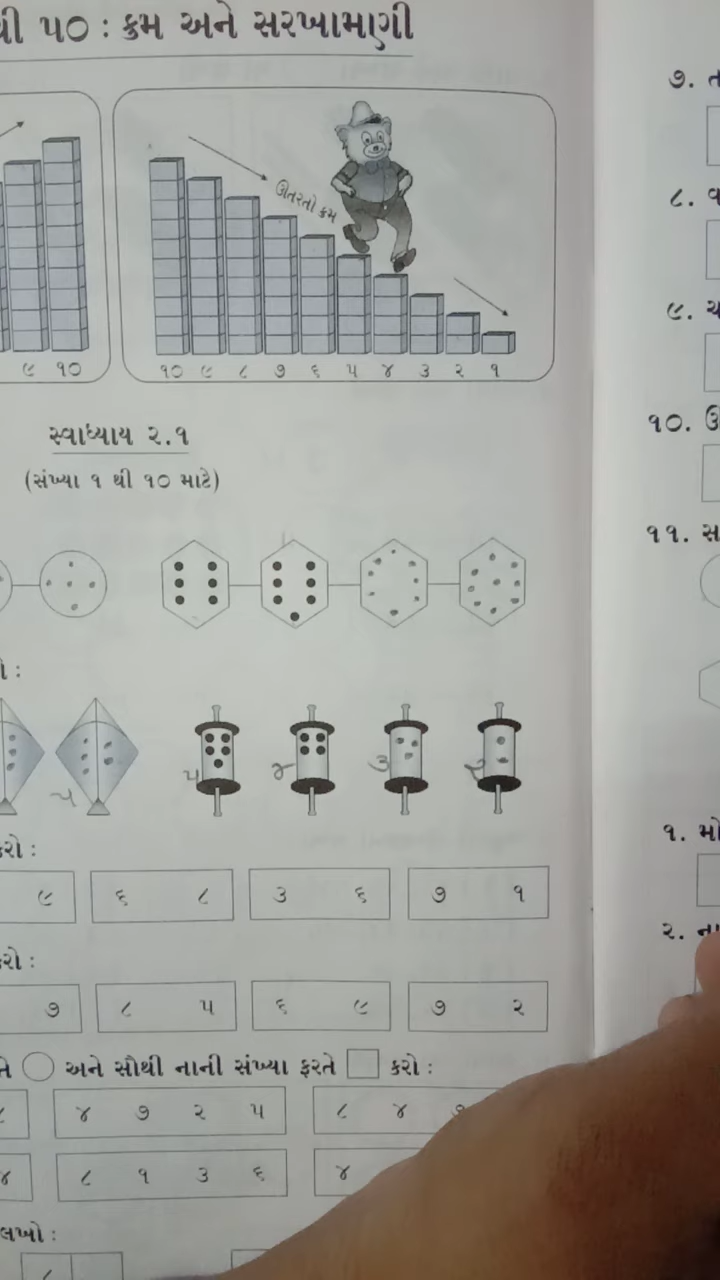 થી ૫૦ : ક્રમ અને સરખામણી
ઊતરતો ક્રમ
૯ ૧૦
૧૦ ૯ ૮ ૭ ૬ ૫ ૪ ૩ ૨ ૧
સ્વાધ્યાય ૨.૧
(સંખ્યા ૧ થી ૧૦ માટે)
૫ ૫ ૪ ૩ ૨
કરો :
૯ ૬ ૮ ૩ ૬ ૭ ૧
કરો :
૭ ૮ ૫ ૬ ૯ ૭ ૨
અને સૌથી નાની સંખ્યા ફરતે કરો :
૪ ૭ ૨ ૫ ૮ ૪
૪ ૮ ૧ ૩ ૬ ૪
લખો :
૭.
૮.
૯.
૧૦.
૧૧.
૧.
૨.